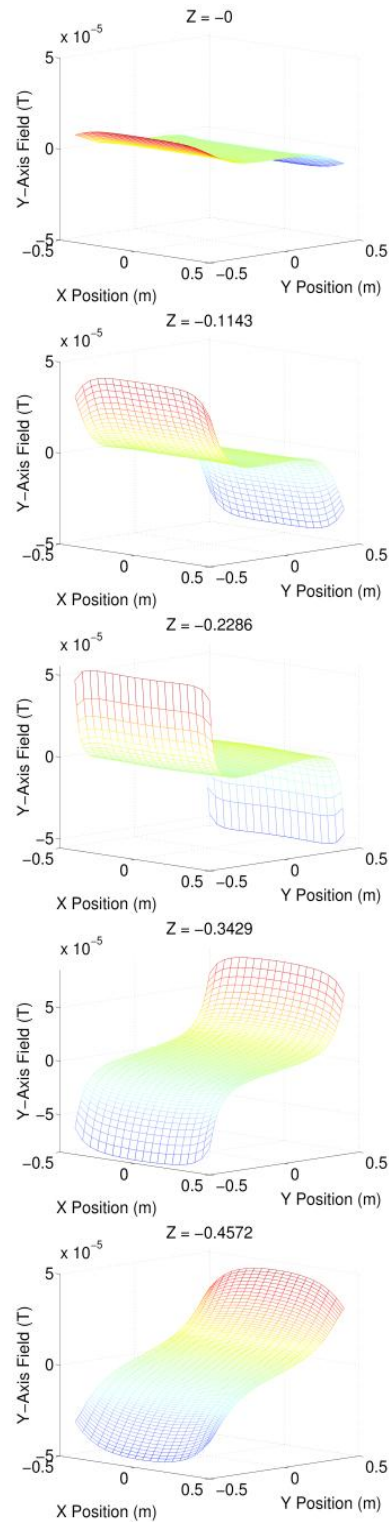 Z = −0
x 10⁻⁵
5
0
−5
Y−Axis Field (T)
−0.5
0
0.5
X Position (m)
−0.5
0
0.5
Y Position (m)
Z = −0.1143
x 10⁻⁵
5
0
−5
Y−Axis Field (T)
−0.5
0
0.5
X Position (m)
−0.5
0
0.5
Y Position (m)
Z = −0.2286
x 10⁻⁵
5
0
−5
Y−Axis Field (T)
−0.5
0
0.5
X Position (m)
−0.5
0
0.5
Y Position (m)
Z = −0.3429
x 10⁻⁵
5
0
−5
Y−Axis Field (T)
−0.5
0
0.5
X Position (m)
−0.5
0
0.5
Y Position (m)
Z = −0.4572
x 10⁻⁵
5
0
−5
Y−Axis Field (T)
−0.5
0
0.5
X Position (m)
−0.5
0
0.5
Y Position (m)